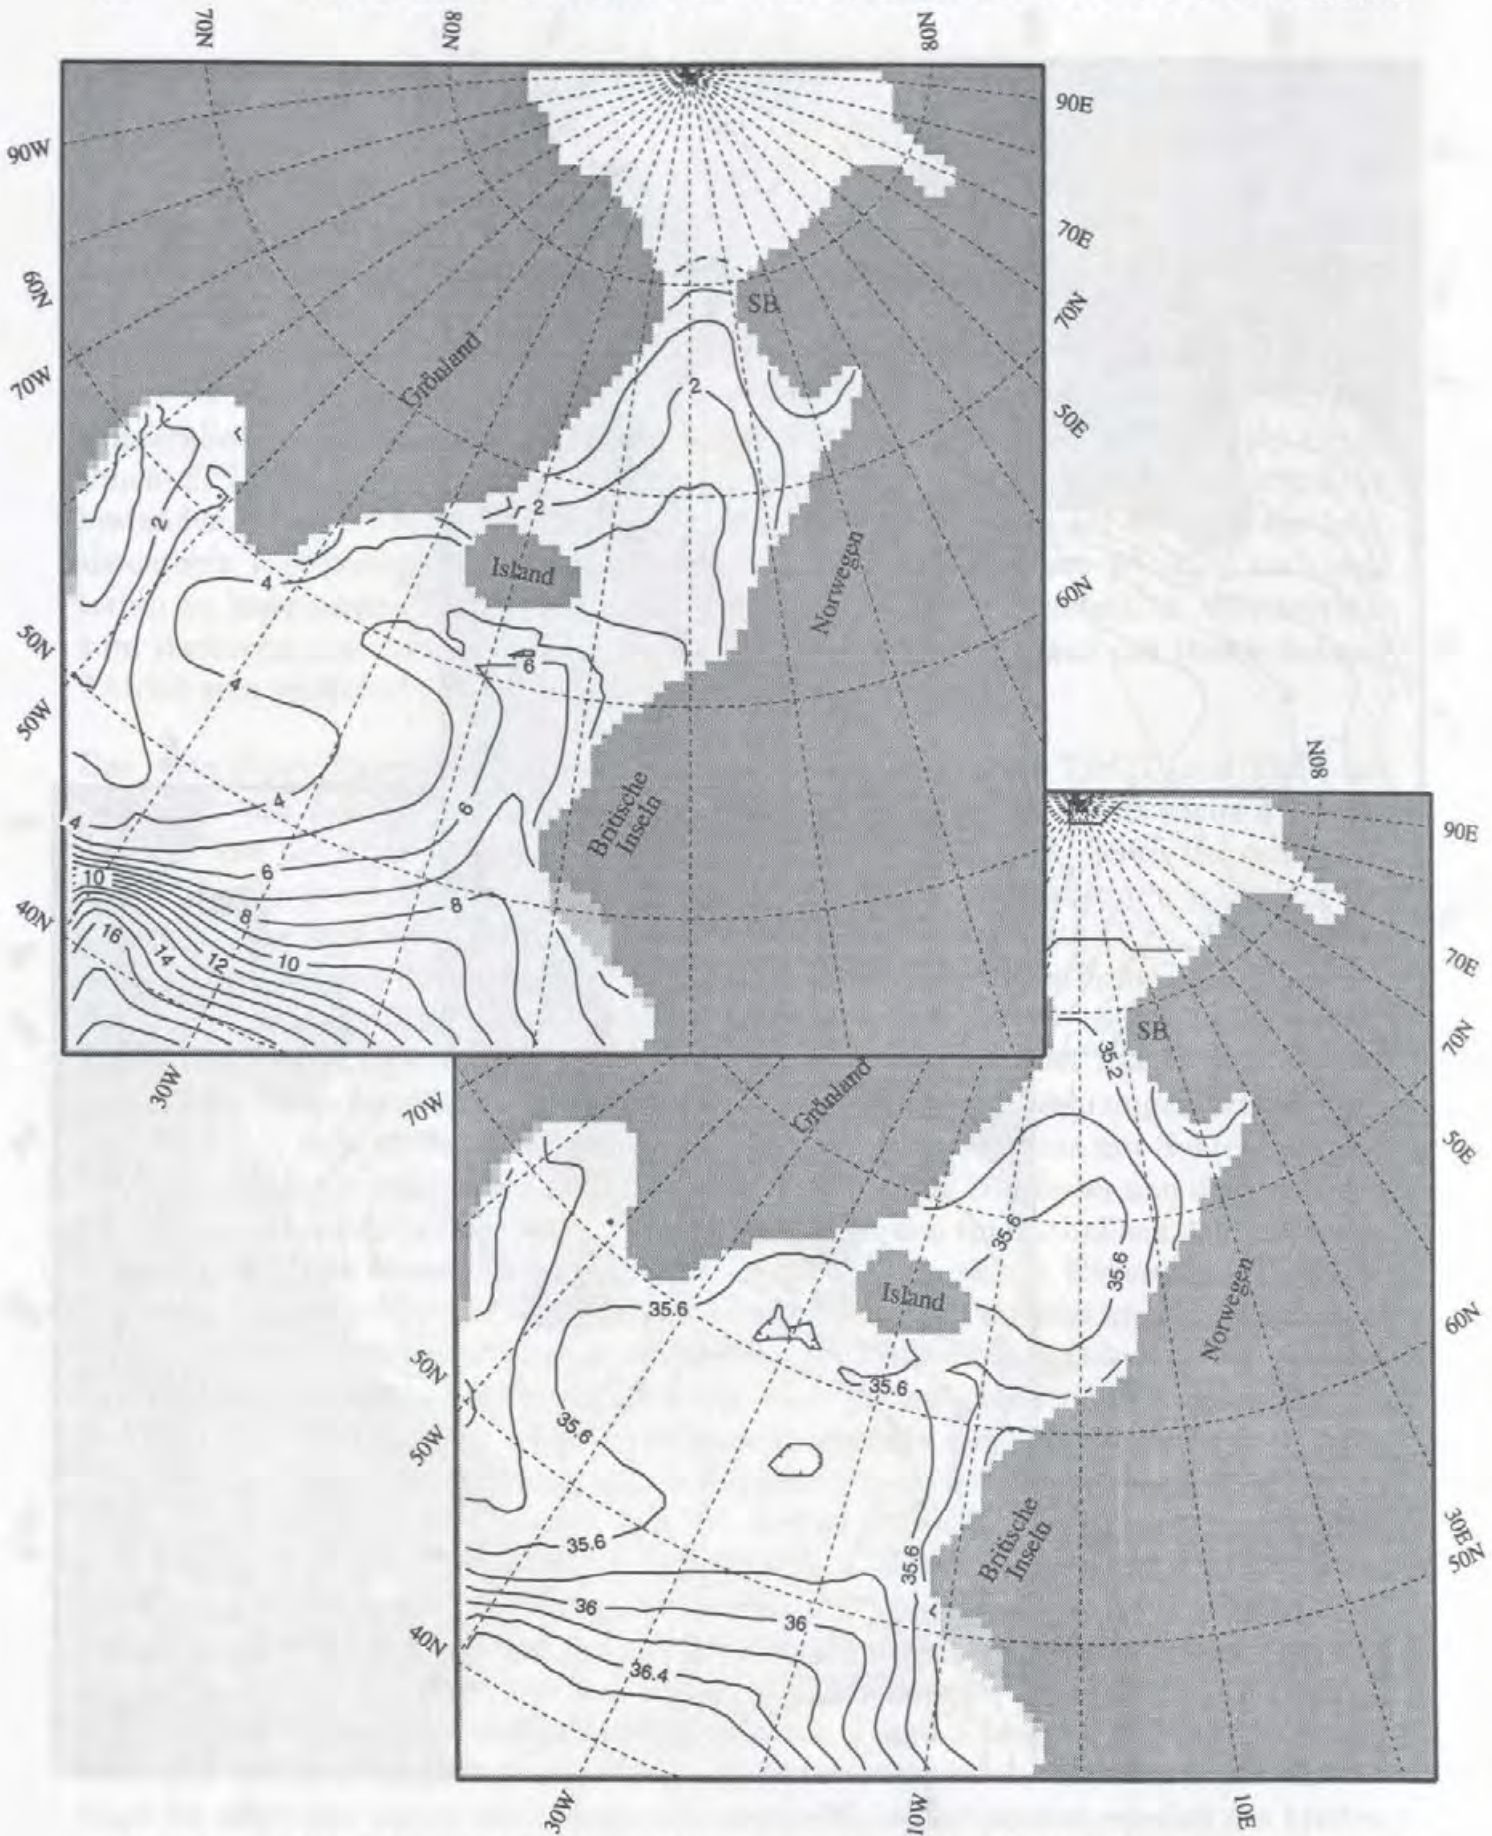 70N
80N
80N
90W
90E
70E
60N
SB
70N
Grönland
70W
2
50E
2
2
Island
60N
4
Norwegen
50N
6
4
80N
50W
4
6
Britische
Inseln
4
90E
6
10
8
8
40N
16
14
12
10
70E
SB
70N
35.2
30W
70W
Grönland
50E
35.6
35.6
Island
Norwegen
35.6
60N
50N
35.6
35.6
50W
30E
Britische
Inseln
35.6
50N
35.6
36
36
40N
36.4
30W
10W
10E